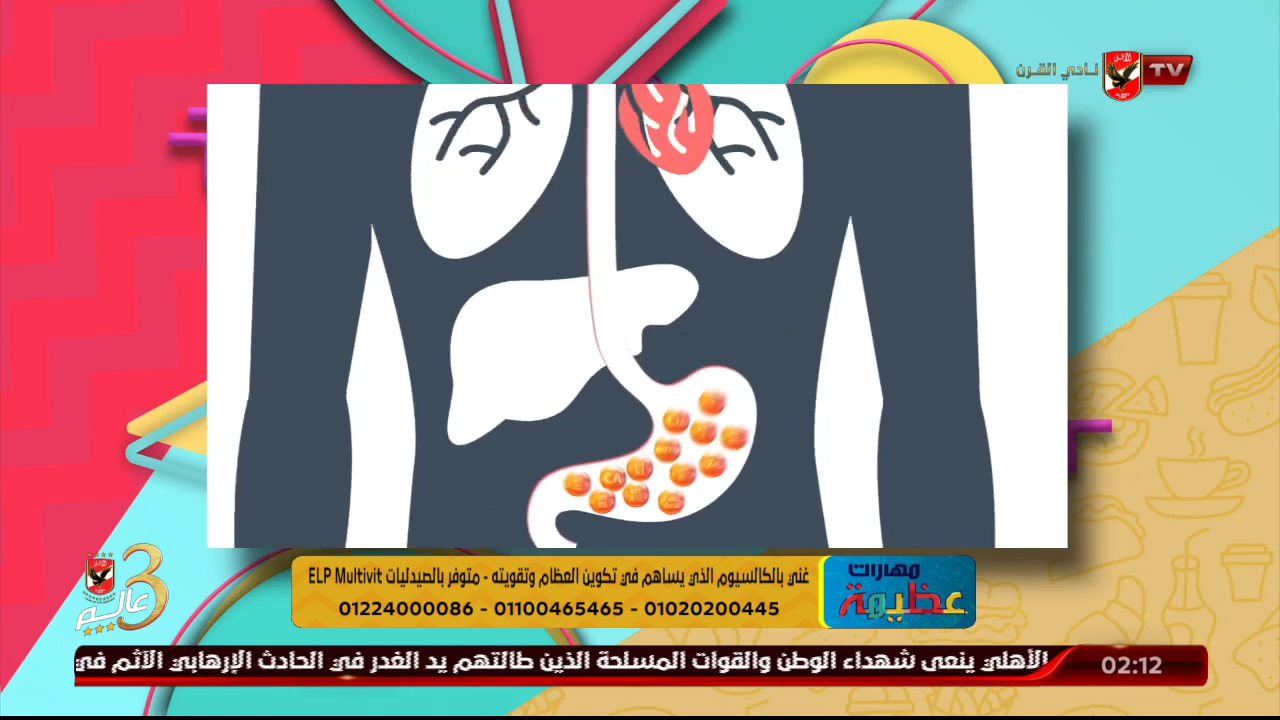 نادي القرن TV
CA
غني بالكالسيوم الذي يساهم في تكوين العظام وتقويته - متوفر بالصيدليات ELP Multivit
01224000086 - 01100465465 - 01020200445
مهارات
عظيمة
3
عالم
الأهلي ينعى شهداء الوطن والقوات المسلحة الذين طالتهم يد الغدر في الحادث الإرهابي الآثم في
02:12